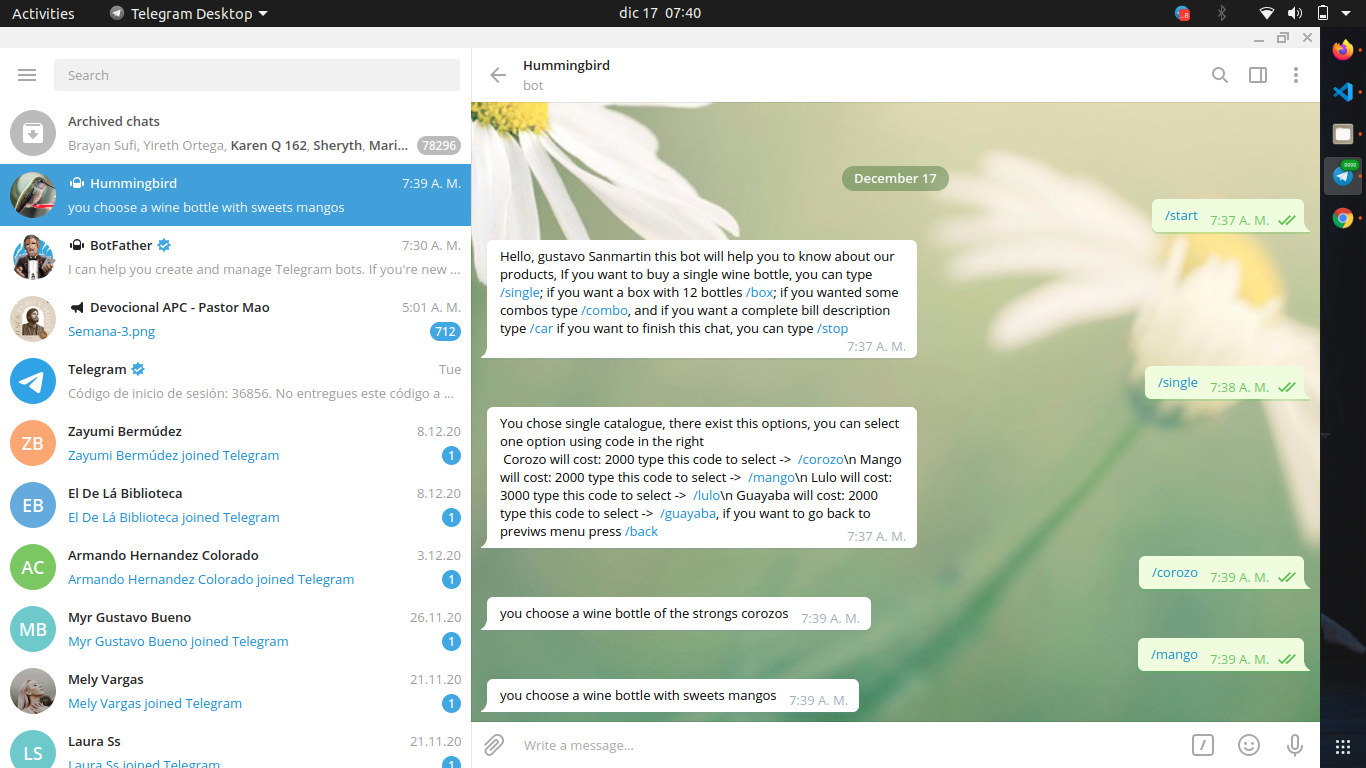 Activities
Telegram Desktop
dic 17 07:40
Search
Archived chats
Brayan Sufi, Yireth Ortega, Karen Q 162, Sheryth, Mari...
78296
Hummingbird
7:39 A. M.
you choose a wine bottle with sweets mangos
BotFather
7:30 A. M.
I can help you create and manage Telegram bots. If you're new ...
Devocional APC - Pastor Mao
5:01 A. M.
Semana-3.png
712
Telegram
Tue
Código de inicio de sesión: 36856. No entregues este código a ...
ZB
Zayumi Bermúdez
8.12.20
Zayumi Bermúdez joined Telegram
1
EB
El De Lá Biblioteca
8.12.20
El De Lá Biblioteca joined Telegram
1
AC
Armando Hernandez Colorado
3.12.20
Armando Hernandez Colorado joined Telegram
1
MB
Myr Gustavo Bueno
26.11.20
Myr Gustavo Bueno joined Telegram
1
Mely Vargas
21.11.20
Mely Vargas joined Telegram
1
LS
Laura Ss
21.11.20
Laura Ss joined Telegram
1
Hummingbird
bot
December 17
/start 7:37 A. M.
Hello, gustavo Sanmartin this bot will help you to know about our
products, If you want to buy a single wine bottle, you can type
/single; if you want a box with 12 bottles /box; if you wanted some
combos type /combo, and if you want a complete bill description
type /car if you want to finish this chat, you can type /stop
7:37 A. M.
/single 7:38 A. M.
You chose single catalogue, there exist this options, you can select
one option using code in the right
Corozo will cost: 2000 type this code to select -> /corozo\n Mango
will cost: 2000 type this code to select -> /mango\n Lulo will cost:
3000 type this code to select -> /lulo\n Guayaba will cost: 2000
type this code to select -> /guayaba, if you want to go back to
previws menu press /back
7:37 A. M.
/corozo 7:39 A. M.
you choose a wine bottle of the strongs corozos 7:39 A. M.
/mango 7:39 A. M.
you choose a wine bottle with sweets mangos 7:39 A. M.
Write a message...
9999